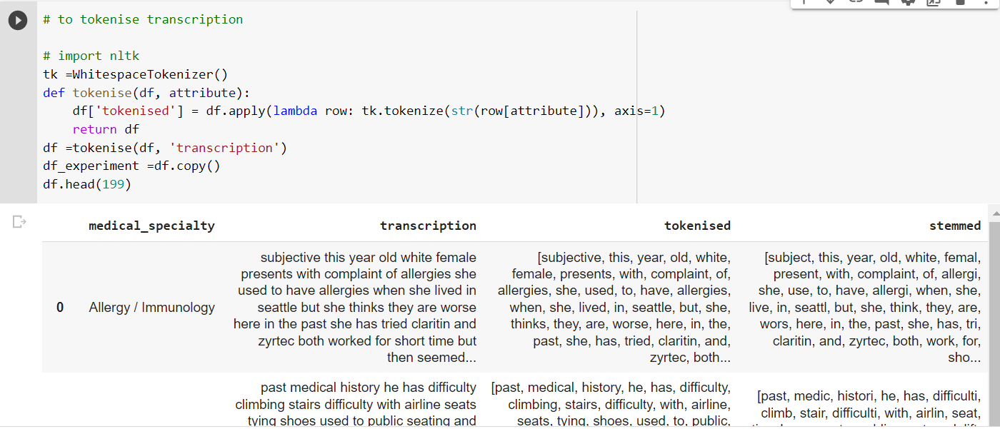 # to tokenise transcription
# import nltk
tk =WhitespaceTokenizer()
def tokenise(df, attribute):
    df['tokenised'] = df.apply(lambda row: tk.tokenize(str(row[attribute])), axis=1)
    return df
df =tokenise(df, 'transcription')
df_experiment =df.copy()
df.head(199)
medical_specialty transcription tokenised stemmed
0
Allergy / Immunology
subjective this year old white female
presents with complaint of allergies she
used to have allergies when she lived in
seattle but she thinks they are worse
here in the past she has tried claritin and
zyrtec both worked for short time but
then seemed...
[subjective, this, year, old, white,
female, presents, with, complaint, of,
allergies, she, used, to, have, allergies,
when, she, lived, in, seattle, but, she,
thinks, they, are, worse, here, in, the,
past, she, has, tried, claritin, and,
zyrtec, both...
[subject, this, year, old, white, femal,
present, with, complaint, of, allergi,
she, use, to, have, allergi, when, she,
live, in, seattl, but, she, think, they, are,
wors, here, in, the, past, she, has, tri,
claritin, and, zyrtec, both, work, for,
sho...
past medical history he has difficulty
climbing stairs difficulty with airline seats
tying shoes used to public seating and
[past, medical, history, he, has, difficulty,
climbing, stairs, difficulty, with, airline,
seats, tying, shoes, used, to, public,
[past, medic, histori, he, has, difficulti,
climb, stair, difficulti, with, airlin, seat,